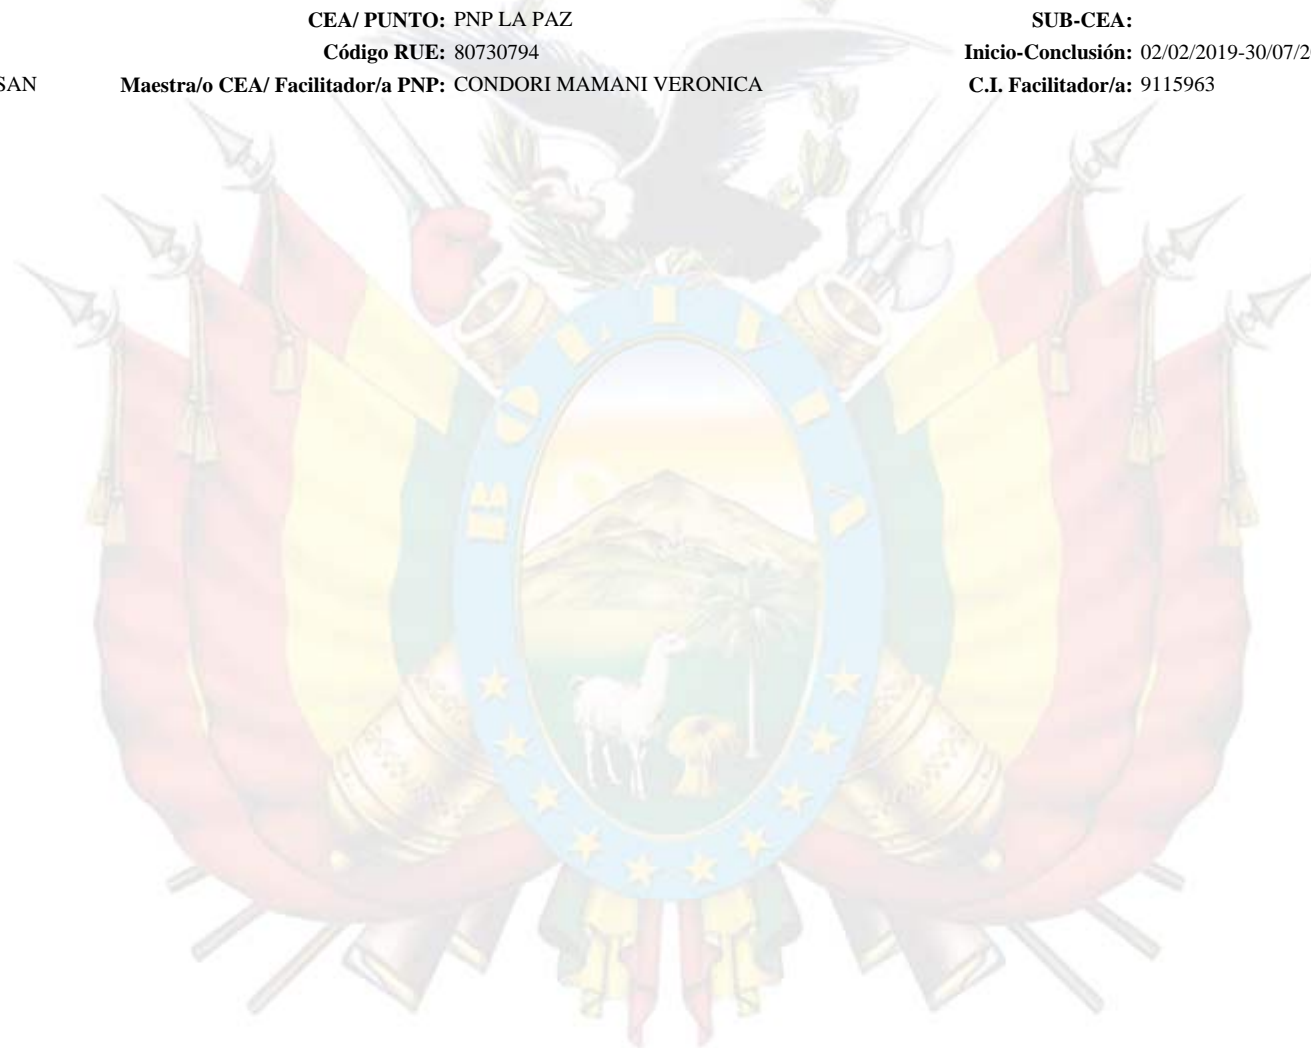 CEA/ PUNTO: PNP LA PAZ SUB-CEA:
Código RUE: 80730794 Inicio-Conclusión: 02/02/2019-30/07/2
SAN Maestra/o CEA/ Facilitador/a PNP: CONDORI MAMANI VERONICA C.I. Facilitador/a: 9115963
BOLIVIA